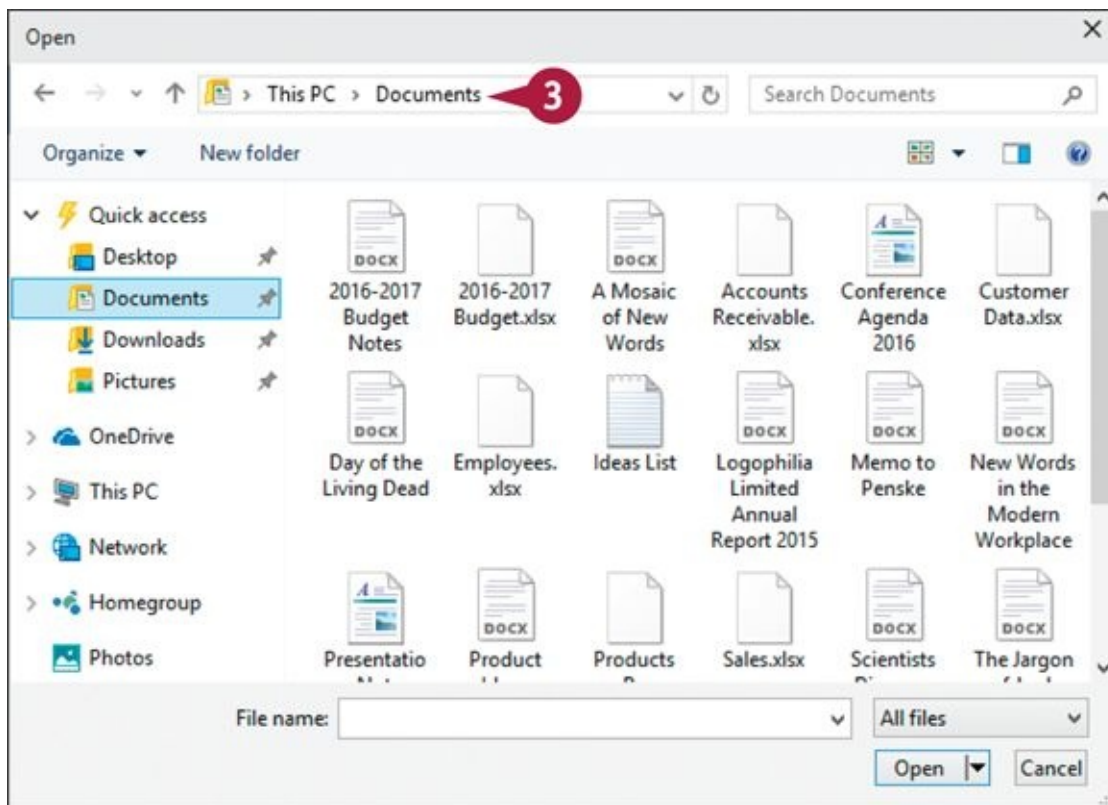 Open
This PC > Documents
3
Search Documents
Organize
New folder
Quick access
Desktop
Documents
Downloads
Pictures
OneDrive
This PC
Network
Homegroup
Photos
DOCX
DOCX
A
2016-2017
Budget
Notes
2016-2017
Budget.xlsx
A Mosaic
of New
Words
Accounts
Receivable.
xlsx
Conference
Agenda
2016
Customer
Data.xlsx
DOCX
DOCX
DOCX
DOCX
Day of the
Living Dead
Employees.
xlsx
Ideas List
Logophilia
Limited
Annual
Report 2015
Memo to
Penske
New Words
in the
Modern
Workplace
A
DOCX
DOCX
DOCX
Presentatio
Product
Products
Sales.xlsx
Scientists
The Jargon
File name:
All files
Open
Cancel